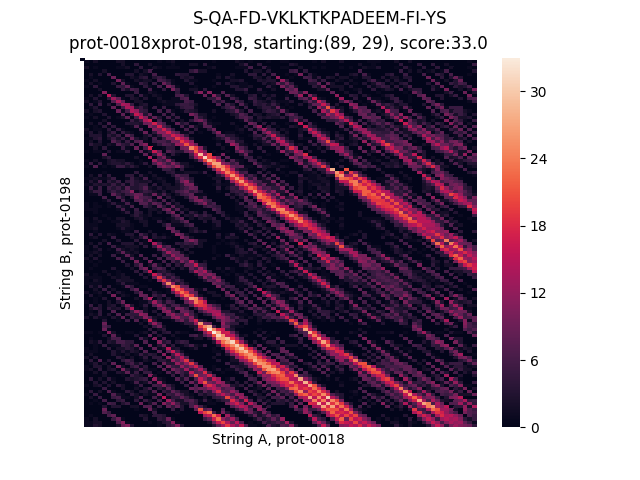 S-QA-FD-VKLKTKPADEEM-FI-YS
prot-0018xprot-0198, starting:(89, 29), score:33.0
String B, prot-0198
String A, prot-0018
30
24
18
12
6
0